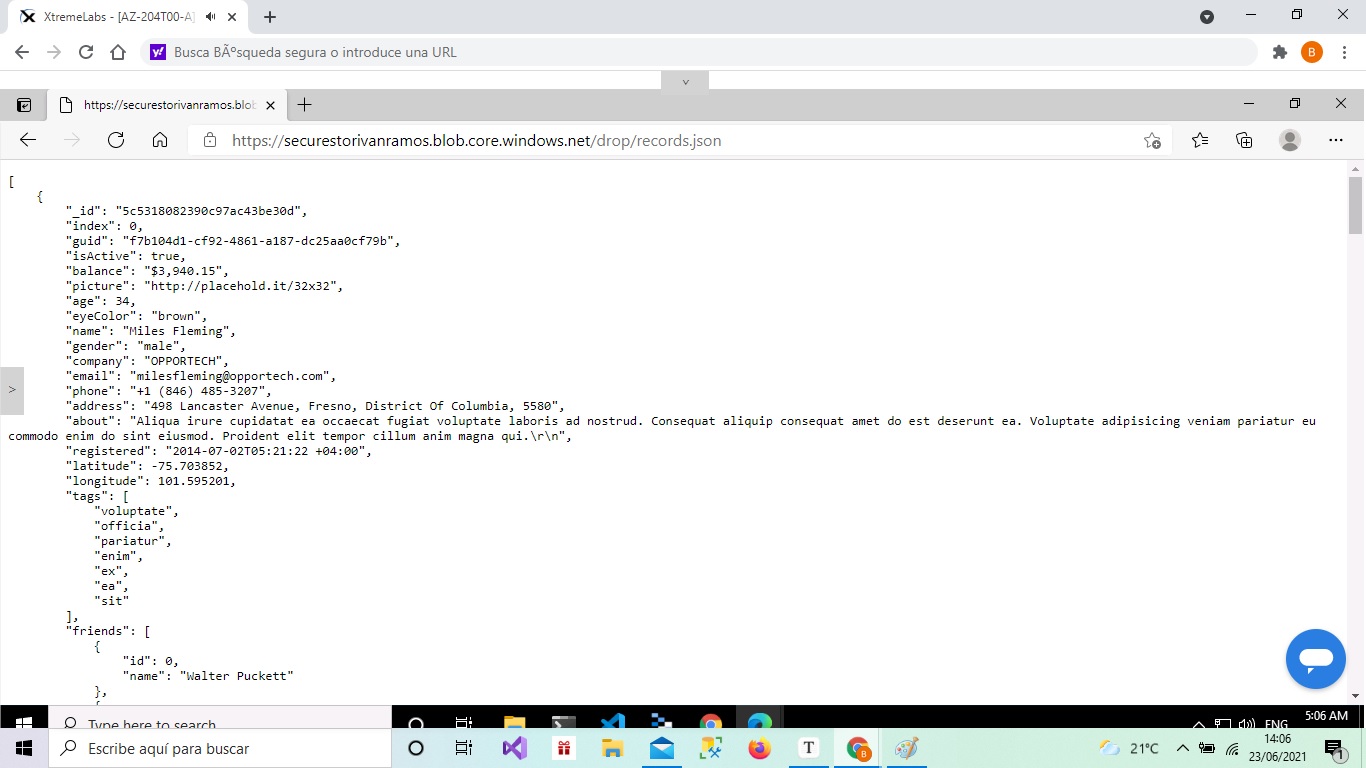 XtremeLabs - [AZ-204T00-A]
Busca BÃºsqueda segura o introduce una URL
B
https://securestorivanramos.blob
https://securestorivanramos.blob.core.windows.net/drop/records.json
[
    {
        "_id": "5c5318082390c97ac43be30d",
        "index": 0,
        "guid": "f7b104d1-cf92-4861-a187-dc25aa0cf79b",
        "isActive": true,
        "balance": "$3,940.15",
        "picture": "http://placehold.it/32x32",
        "age": 34,
        "eyeColor": "brown",
        "name": "Miles Fleming",
        "gender": "male",
        "company": "OPPORTECH",
        "email": "milesfleming@opportech.com",
        "phone": "+1 (846) 485-3207",
        "address": "498 Lancaster Avenue, Fresno, District Of Columbia, 5580",
        "about": "Aliqua irure cupidatat ea occaecat fugiat voluptate laboris ad nostrud. Consequat aliquip consequat amet do est deserunt ea. Voluptate adipisicing veniam pariatur eu
commodo enim do sint eiusmod. Proident elit tempor cillum anim magna qui.\r\n",
        "registered": "2014-07-02T05:21:22 +04:00",
        "latitude": -75.703852,
        "longitude": 101.595201,
        "tags": [
            "voluptate",
            "officia",
            "pariatur",
            "enim",
            "ex",
            "ea",
            "sit"
        ],
        "friends": [
            {
                "id": 0,
                "name": "Walter Puckett"
            },
            {
Type here to search
ENG
5:06 AM
Escribe aquí para buscar
T
B
21°C
14:06
23/06/2021
1